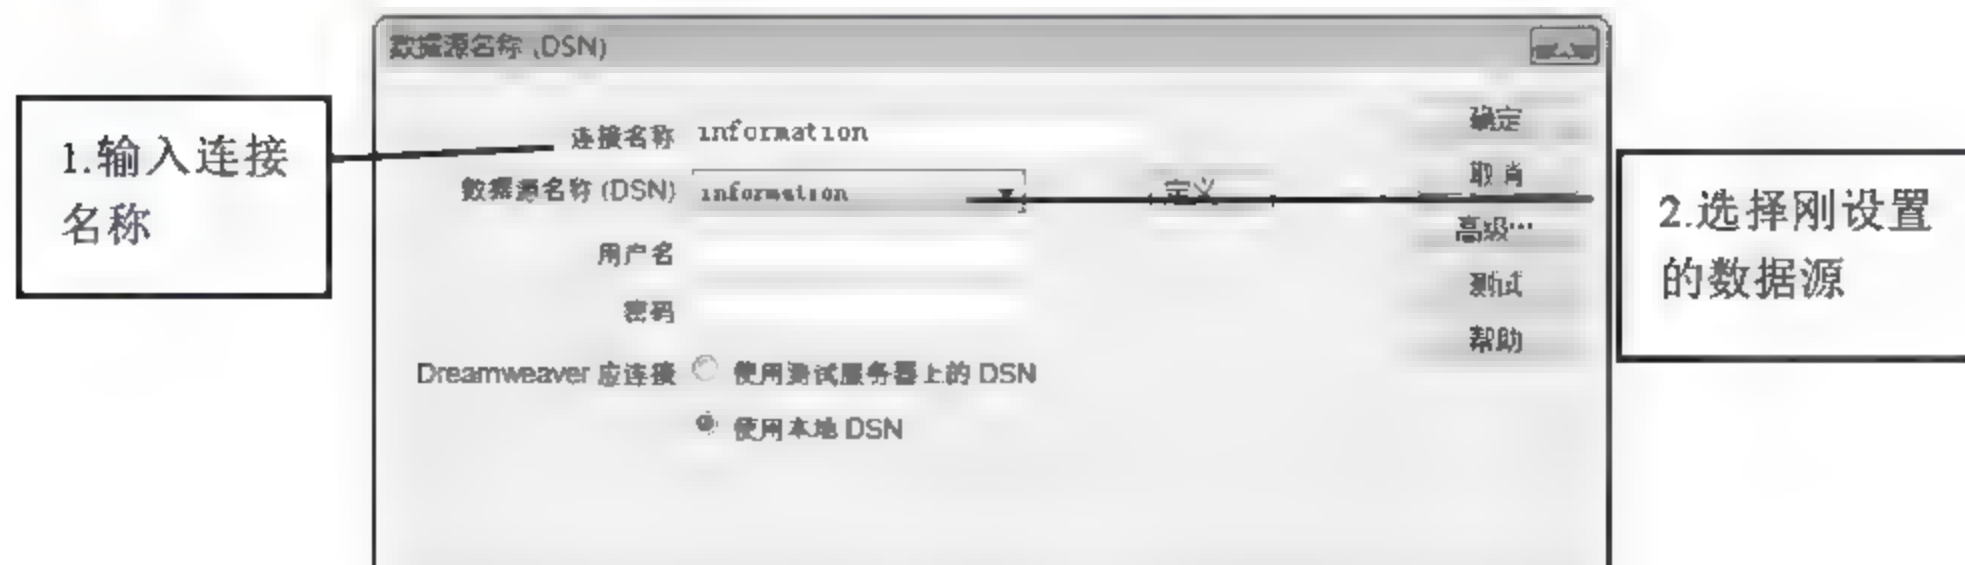 数据源名称 (DSN)
1.输入连接
名称
连接名称 information
数据源名称 (DSN) information 定义
用户名
密码
Dreamweaver 应连接 使用测试服务器上的 DSN
使用本地 DSN
确定
取消
高级…
测试
帮助
2.选择刚设置
的数据源